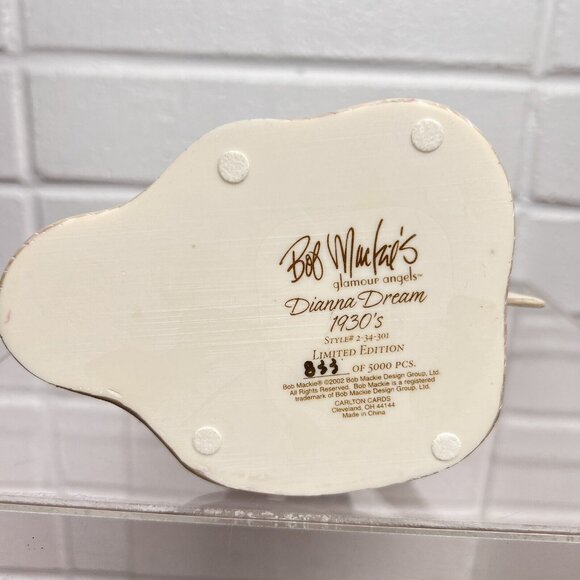 Bob Mackie's
glamour angels™
Dianna Dream
1930's
STYLE# 2-34-301
LIMITED EDITION
833 OF 5000 PCS.
Bob Mackie® ©2002 Bob Mackie Design Group, Ltd.
All Rights Reserved. Bob Mackie is a registered
trademark of Bob Mackie Design Group, Ltd.
CARLTON CARDS
Cleveland, OH 44144
Made in China